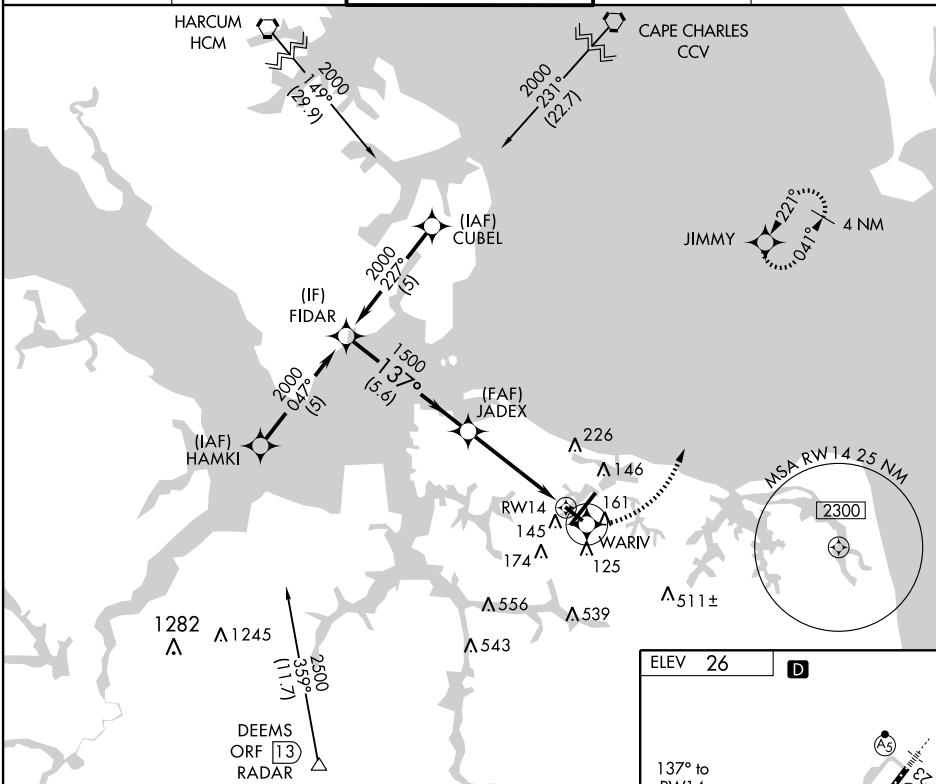 HARCUM
HCM
2000
149°
(29.9)
CAPE CHARLES
CCV
2000
231°
(22.7)
(IAF)
CUBEL
2000
227°
(5)
JIMMY
221°
041°
4 NM
(IF)
FIDAR
2000
047°
(5)
(IAF)
HAMKI
1500
137°
(5.6)
(FAF)
JADEX
226
146
RW14
161
145
WARIV
174
125
MSA RW14 25 NM
2300
556
539
511±
543
1282
1245
2500
359°
(11.7)
DEEMS
ORF 13
RADAR
ELEV 26
D
A5
137° to
RW14
23